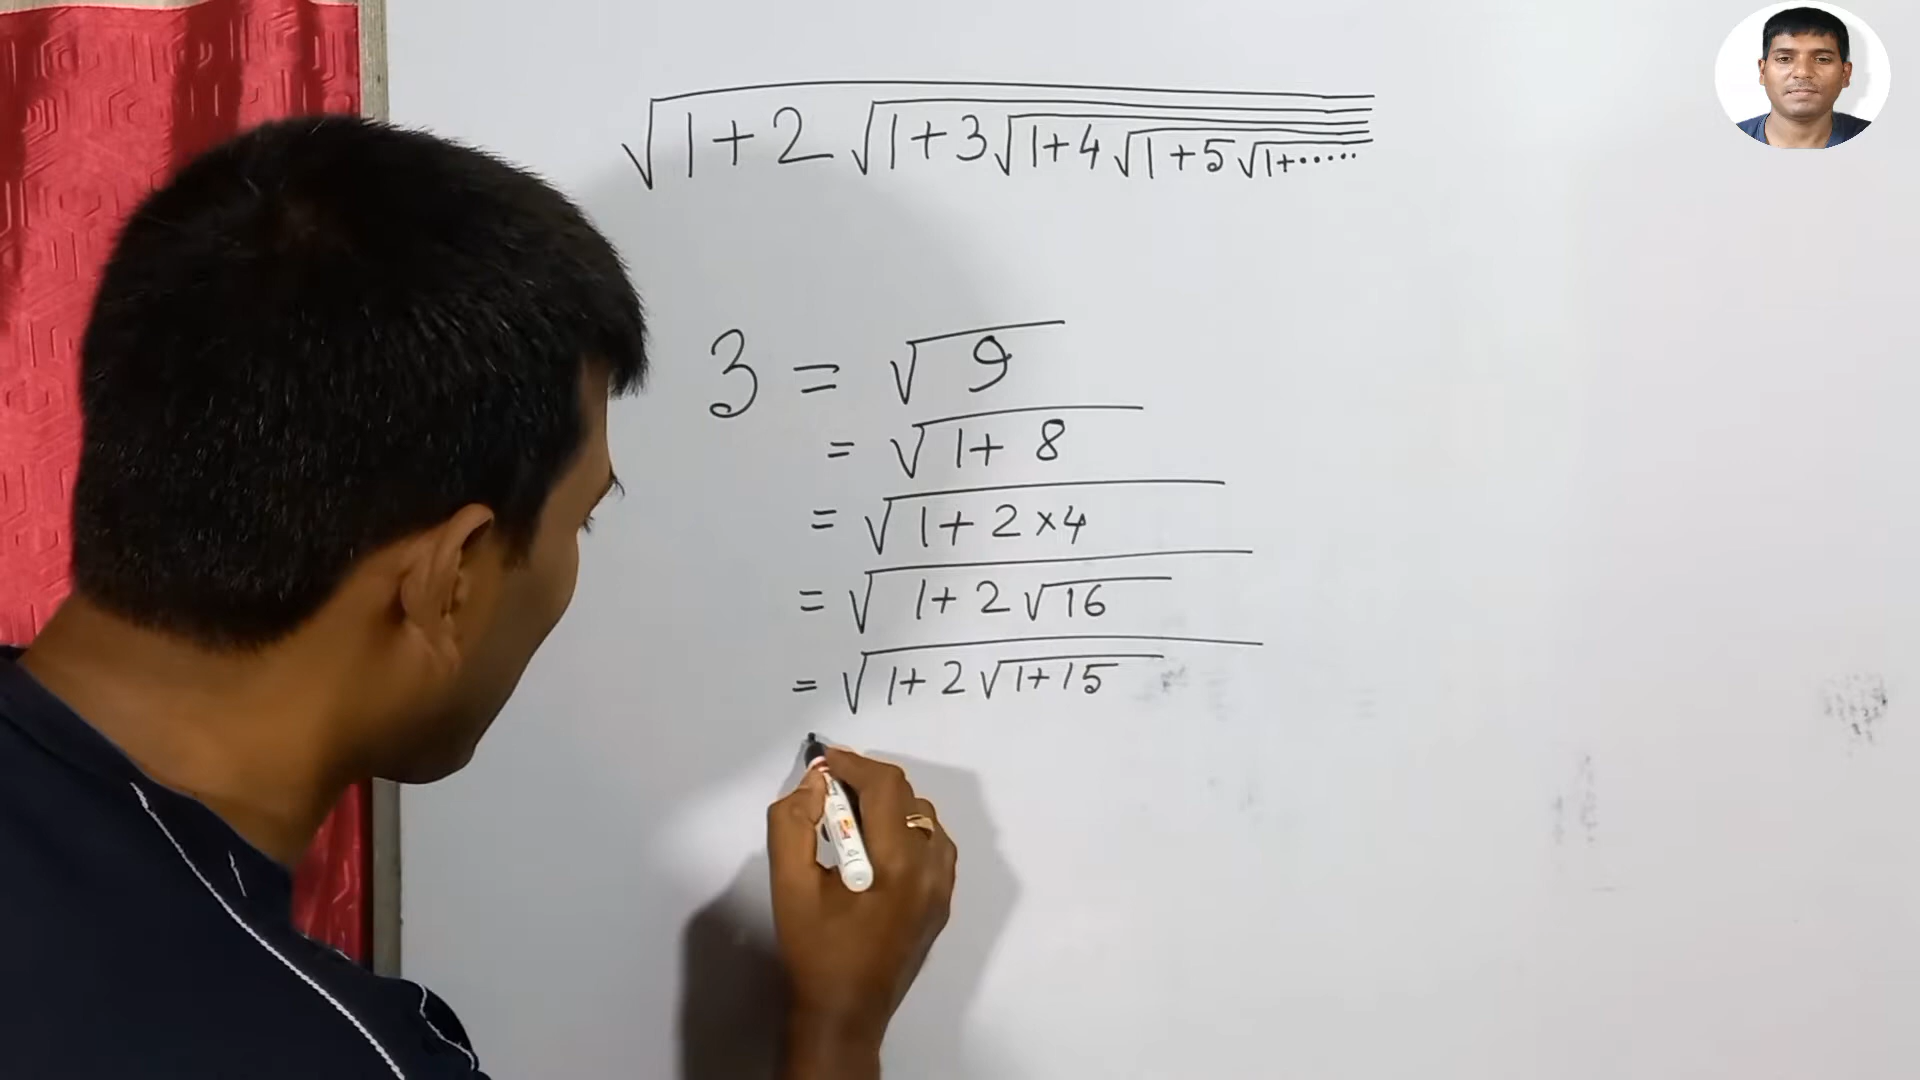 √1+2√1+3√1+4√1+5√1+.....
3 = √9
= √1+ 8
= √1+ 2×4
= √1+ 2√16
= √1+ 2√1+15